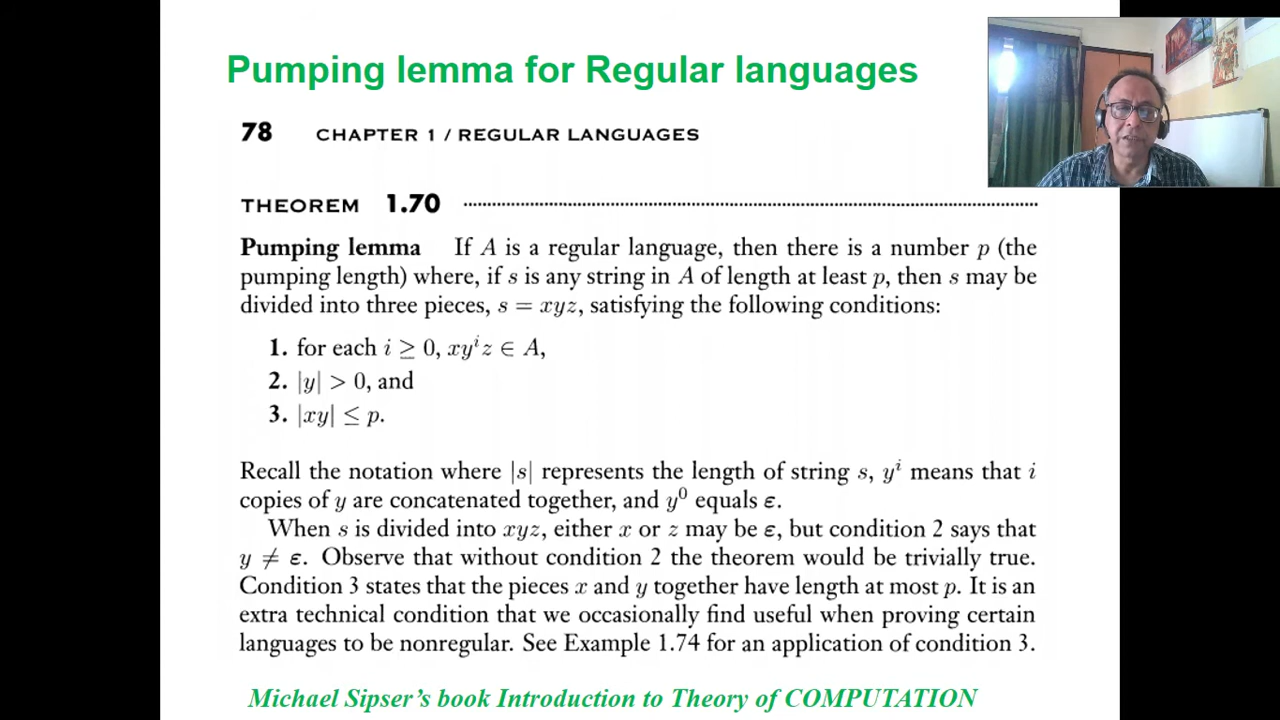 Pumping lemma for Regular languages
78 CHAPTER 1 / REGULAR LANGUAGES
THEOREM 1.70
Pumping lemma If A is a regular language, then there is a number p (the
pumping length) where, if s is any string in A of length at least p, then s may be
divided into three pieces, s = xyz, satisfying the following conditions:
1. for each i ≥ 0, xyⁱz ∈ A,
2. |y| > 0, and
3. |xy| ≤ p.
Recall the notation where |s| represents the length of string s, yⁱ means that i
copies of y are concatenated together, and y⁰ equals ε.
When s is divided into xyz, either x or z may be ε, but condition 2 says that
y ≠ ε. Observe that without condition 2 the theorem would be trivially true.
Condition 3 states that the pieces x and y together have length at most p. It is an
extra technical condition that we occasionally find useful when proving certain
languages to be nonregular. See Example 1.74 for an application of condition 3.
Michael Sipser's book Introduction to Theory of COMPUTATION